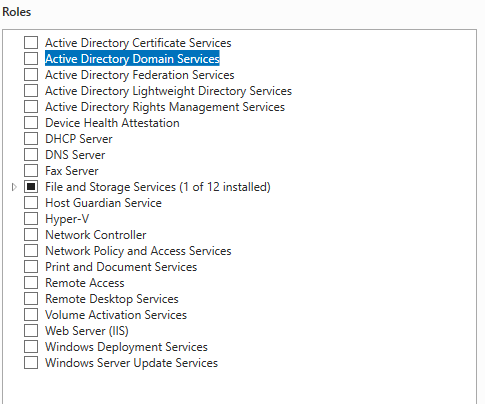 Roles
Active Directory Certificate Services
Active Directory Domain Services
Active Directory Federation Services
Active Directory Lightweight Directory Services
Active Directory Rights Management Services
Device Health Attestation
DHCP Server
DNS Server
Fax Server
File and Storage Services (1 of 12 installed)
Host Guardian Service
Hyper-V
Network Controller
Network Policy and Access Services
Print and Document Services
Remote Access
Remote Desktop Services
Volume Activation Services
Web Server (IIS)
Windows Deployment Services
Windows Server Update Services